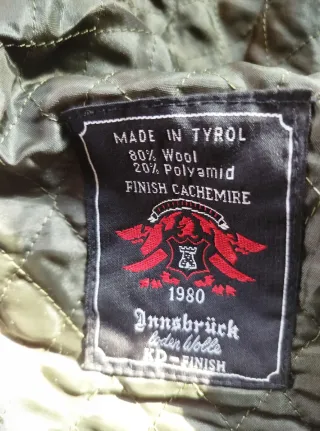 MADE IN TYROL
80% Wool
20% Polyamid
FINISH CACHEMIRE
1980
Innsbrück
loden Wolle
KD-FINISH